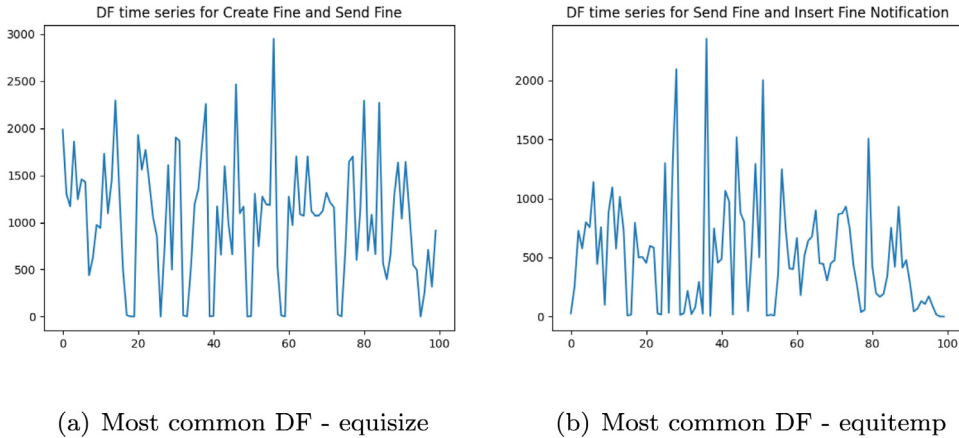 DF time series for Create Fine and Send Fine
3000
2500
2000
1500
1000
500
0
0 20 40 60 80 100
(a) Most common DF - equisize
DF time series for Send Fine and Insert Fine Notification
2000
1500
1000
500
0
0 20 40 60 80 100
(b) Most common DF - equitemp